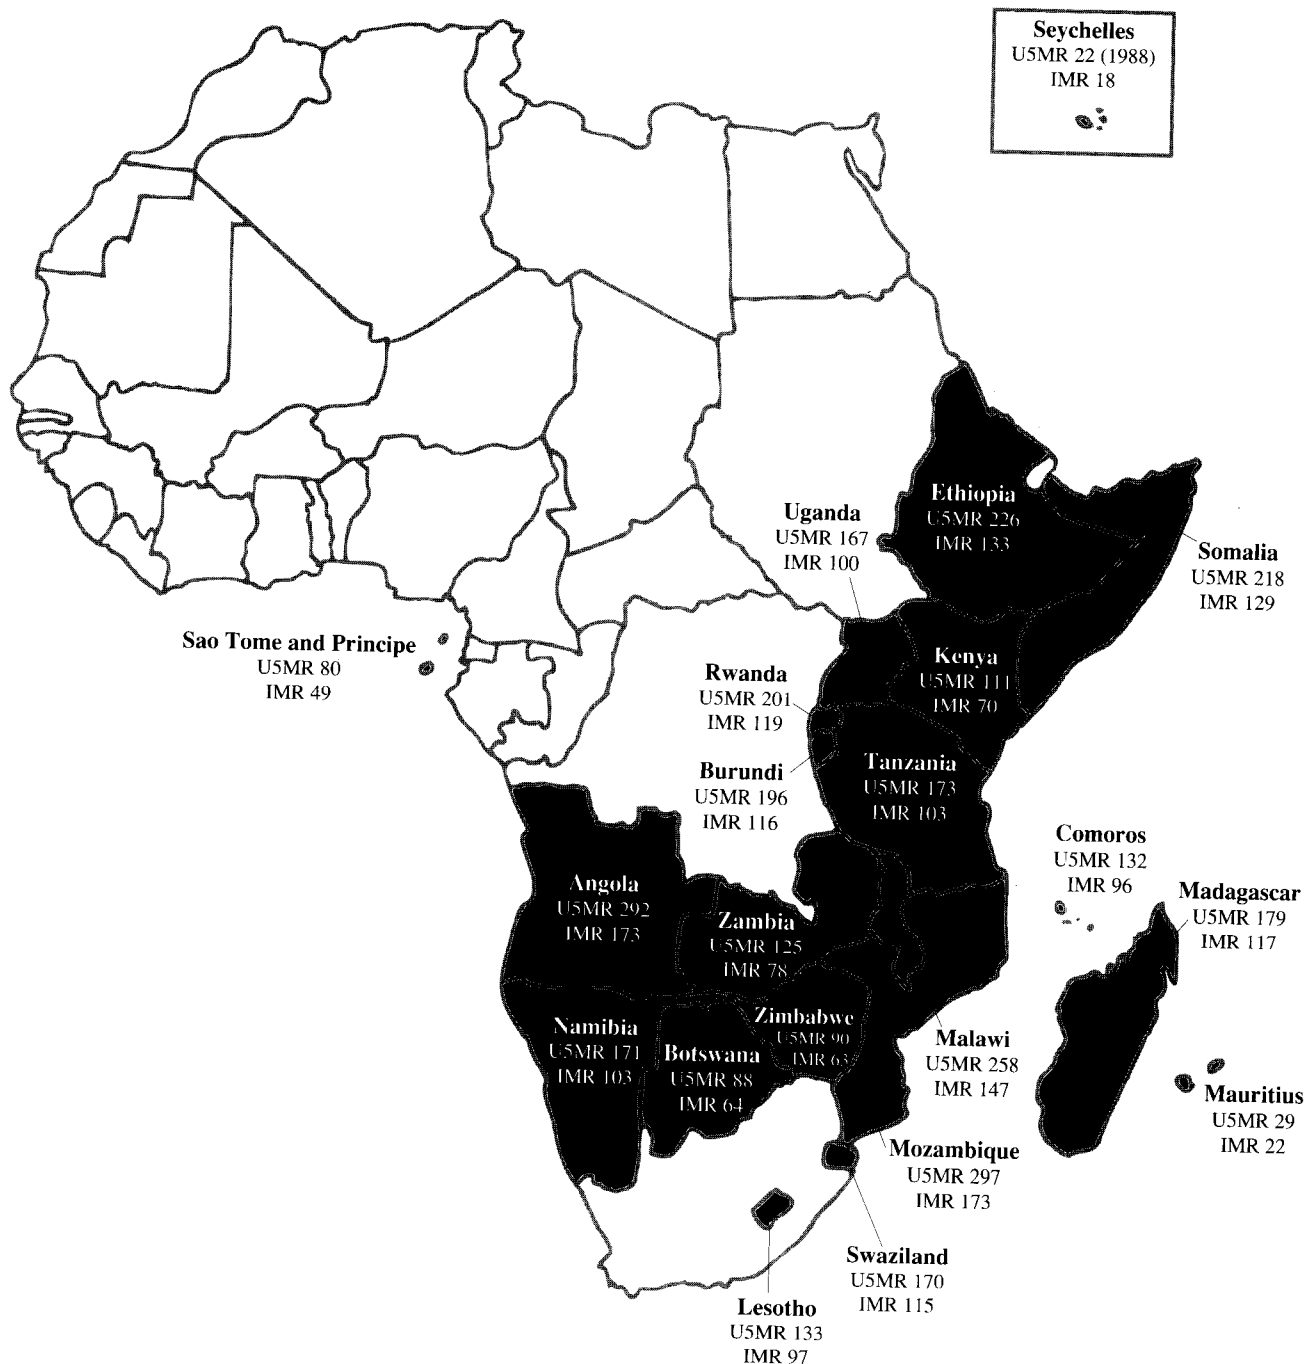 Seychelles
U5MR 22 (1988)
IMR 18
Ethiopia
U5MR 226
IMR 133
Uganda
U5MR 167
IMR 100
Somalia
U5MR 218
IMR 129
Sao Tome and Principe
U5MR 80
IMR 49
Kenya
U5MR 111
IMR 70
Rwanda
U5MR 201
IMR 119
Burundi
U5MR 196
IMR 116
Tanzania
U5MR 173
IMR 103
Comoros
U5MR 132
IMR 96
Madagascar
U5MR 179
IMR 117
Angola
U5MR 292
IMR 173
Zambia
U5MR 125
IMR 78
Zimbabwe
U5MR 90
IMR 63
Namibia
U5MR 171
IMR 103
Botswana
U5MR 88
IMR 64
Malawi
U5MR 258
IMR 147
Mauritius
U5MR 29
IMR 22
Mozambique
U5MR 297
IMR 173
Swaziland
U5MR 170
IMR 115
Lesotho
U5MR 133
IMR 97